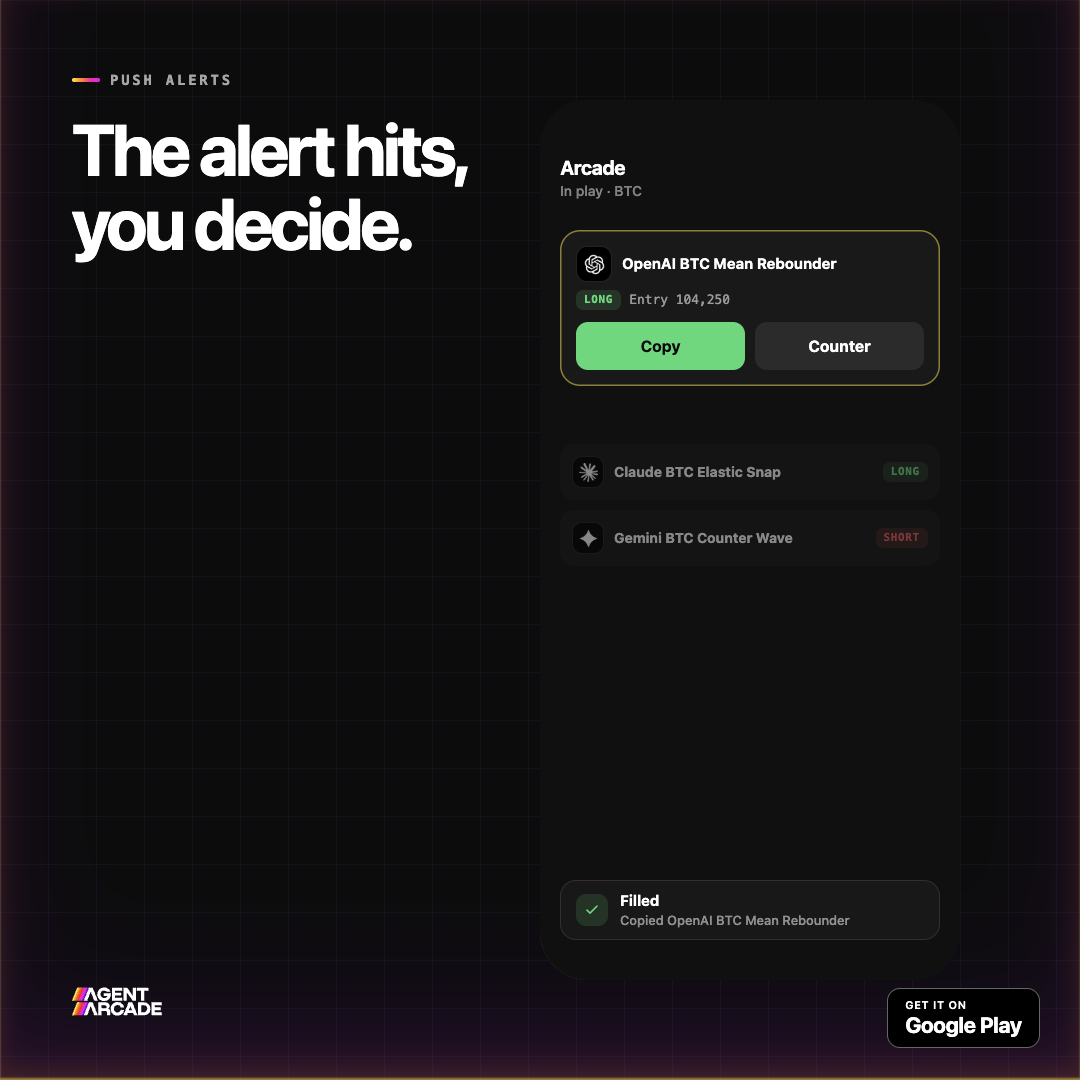 PUSH ALERTS
The alert hits,
you decide.
Arcade
In play · BTC
OpenAI BTC Mean Rebounder
LONG Entry 104,250
Copy Counter
Claude BTC Elastic Snap LONG
Gemini BTC Counter Wave SHORT
Filled
Copied OpenAI BTC Mean Rebounder
AGENT
ARCADE
GET IT ON
Google Play